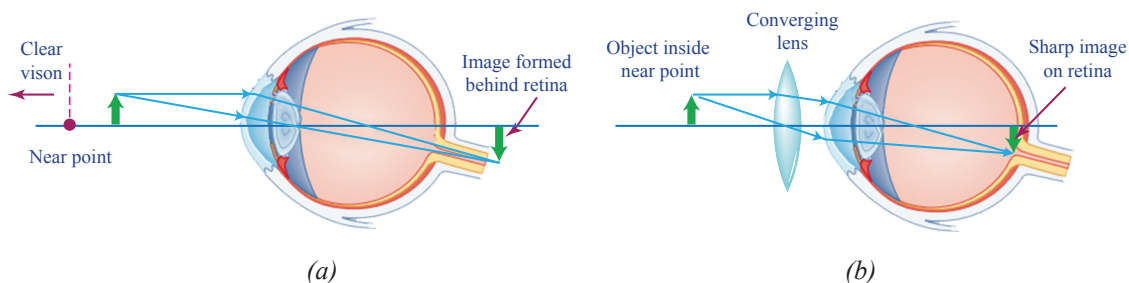 Clear
vison
Near point
Image formed
behind retina
(a)
Object inside
near point
Converging
lens
Sharp image
on retina
(b)